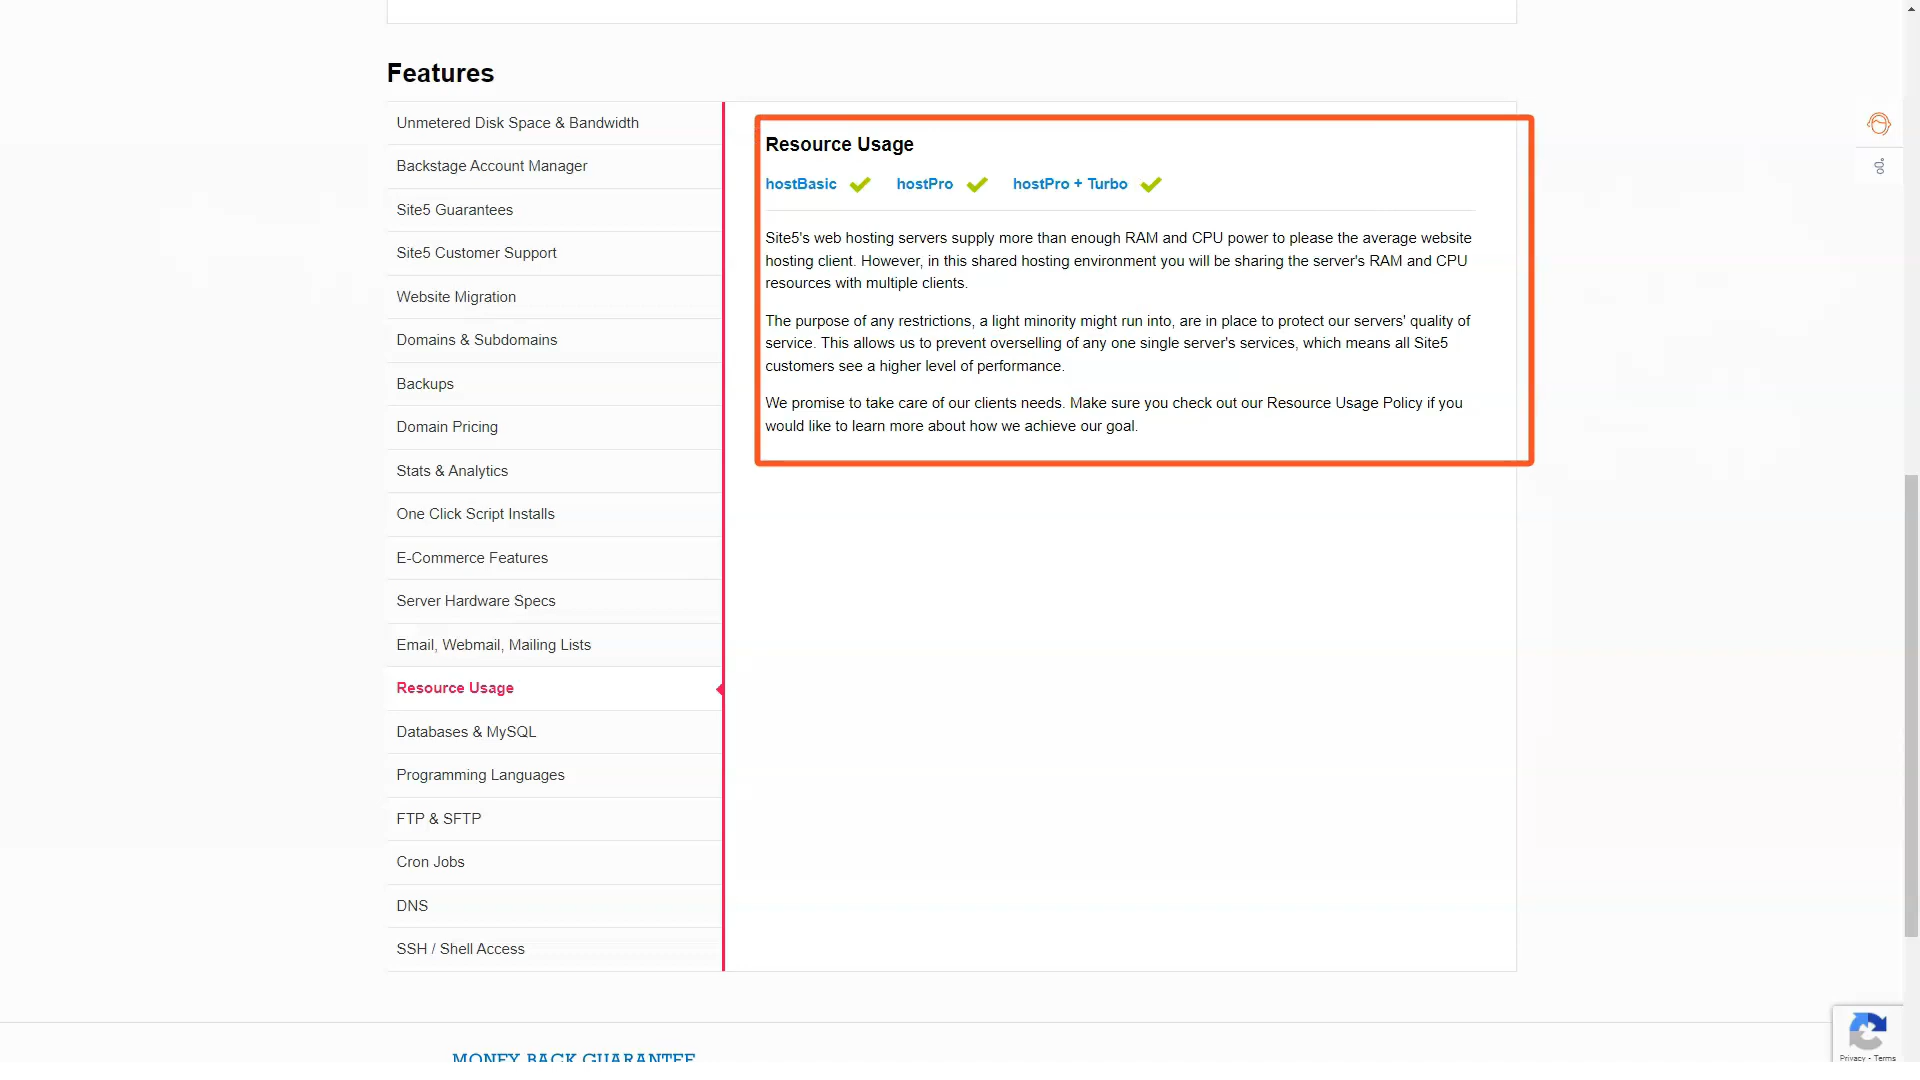 Features
Unmetered Disk Space & Bandwidth
Backstage Account Manager
Site5 Guarantees
Site5 Customer Support
Website Migration
Domains & Subdomains
Backups
Domain Pricing
Stats & Analytics
One Click Script Installs
E-Commerce Features
Server Hardware Specs
Email, Webmail, Mailing Lists
Resource Usage
Databases & MySQL
Programming Languages
FTP & SFTP
Cron Jobs
DNS
SSH / Shell Access
Resource Usage
hostBasic hostPro hostPro + Turbo
Site5's web hosting servers supply more than enough RAM and CPU power to please the average website
hosting client. However, in this shared hosting environment you will be sharing the server's RAM and CPU
resources with multiple clients.
The purpose of any restrictions, a light minority might run into, are in place to protect our servers' quality of
service. This allows us to prevent overselling of any one single server's services, which means all Site5
customers see a higher level of performance.
We promise to take care of our clients needs. Make sure you check out our Resource Usage Policy if you
would like to learn more about how we achieve our goal.
MONEY BACK GUARANTEE
Privacy - Terms